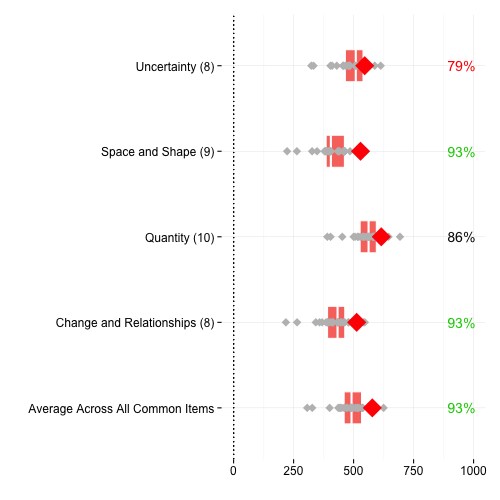 Uncertainty (8) 79%
Space and Shape (9) 93%
Quantity (10) 86%
Change and Relationships (8) 93%
Average Across All Common Items 93%
0 250 500 750 1000